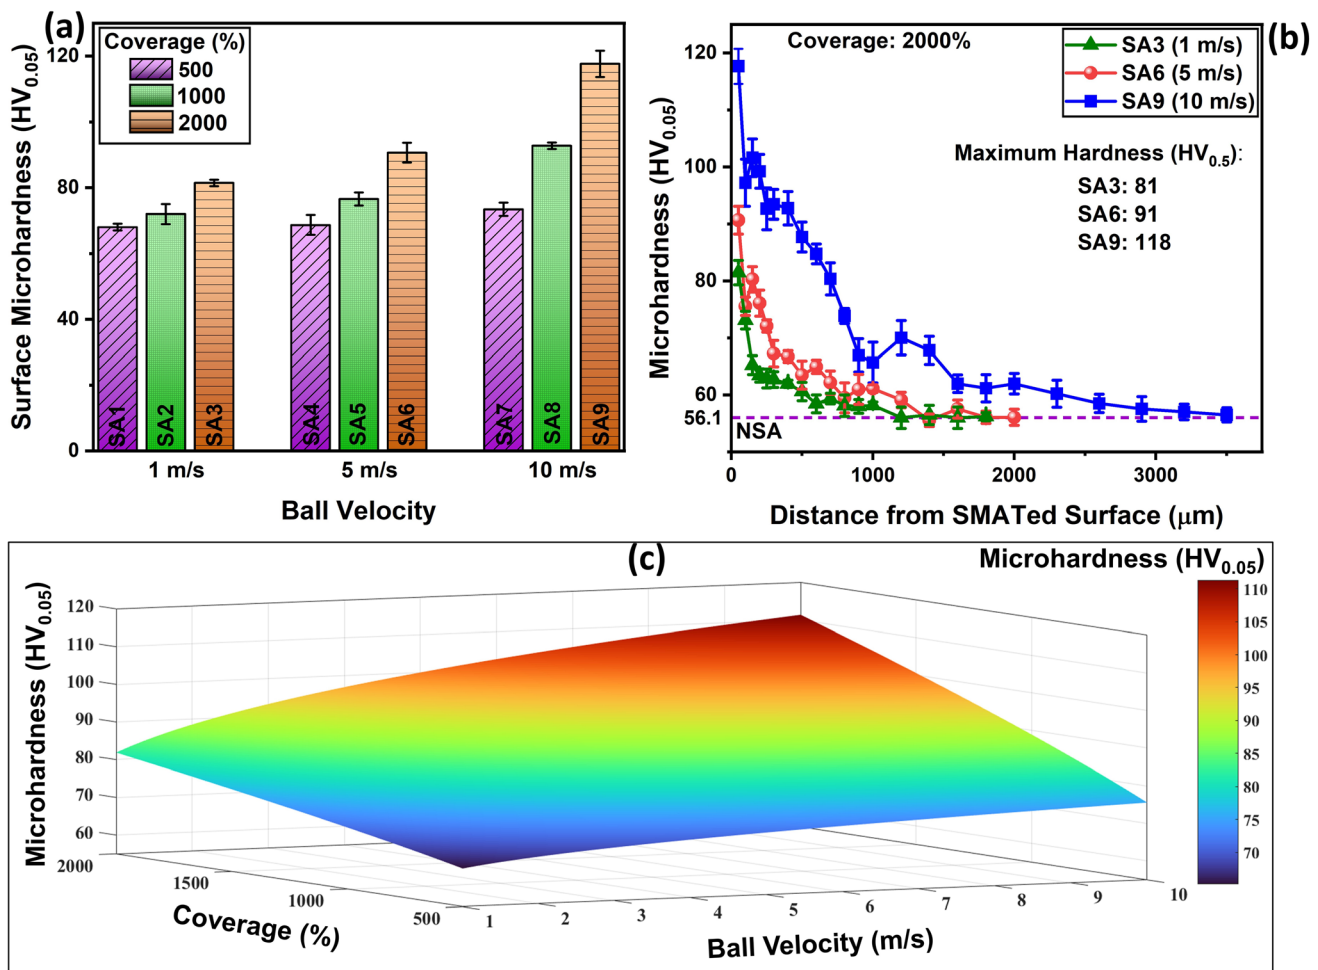 (a)
Surface Microhardness (HV0.05)
120
80
40
0
Coverage (%)
500
1000
2000
SA1
SA2
SA3
SA4
SA5
SA6
SA7
SA8
SA9
1 m/s
5 m/s
10 m/s
Ball Velocity
(b)
Microhardness (HV0.05)
120
100
80
60
56.1
Coverage: 2000%
SA3 (1 m/s)
SA6 (5 m/s)
SA9 (10 m/s)
Maximum Hardness (HV0.5):
SA3: 81
SA6: 91
SA9: 118
NSA
0
1000
2000
3000
Distance from SMATed Surface (μm)
(c)
Microhardness (HV0.05)
120
110
100
90
80
70
60
2000
1500
1000
500
Coverage (%)
1
2
3
4
5
6
7
8
9
10
Ball Velocity (m/s)
Microhardness (HV0.05)
110
105
100
95
90
85
80
75
70